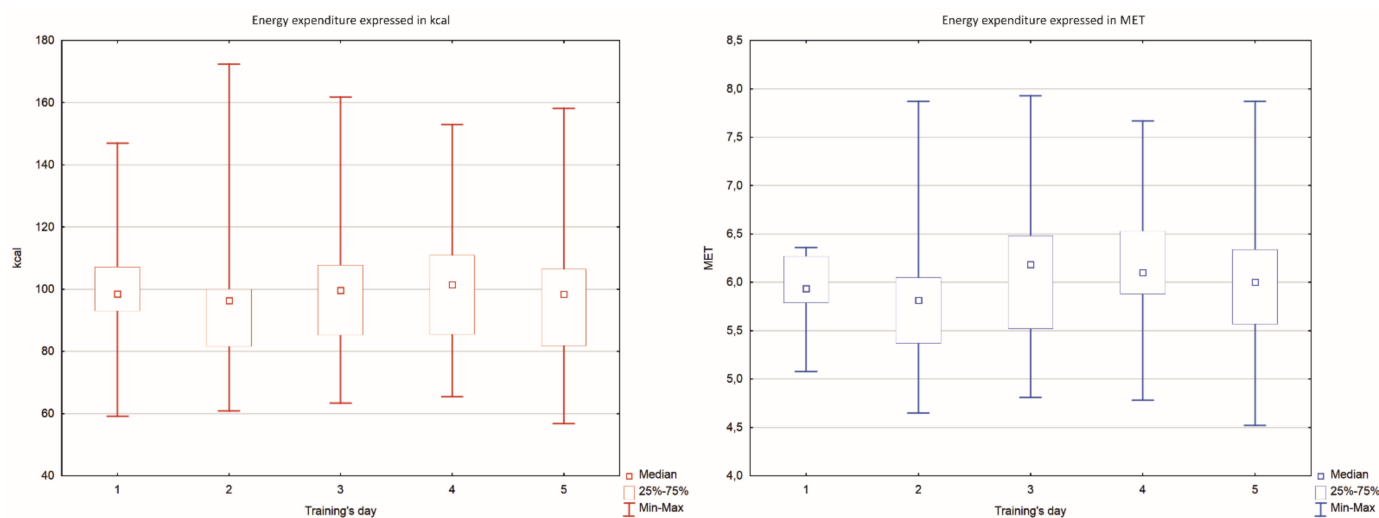 Energy expenditure expressed in kcal
180
160
140
120
100
80
60
40
kcal
1 2 3 4 5
Training's day
Median
25%-75%
Min-Max
Energy expenditure expressed in MET
8,5
8,0
7,5
7,0
6,5
6,0
5,5
5,0
4,5
4,0
MET
1 2 3 4 5
Training's day
Median
25%-75%
Min-Max